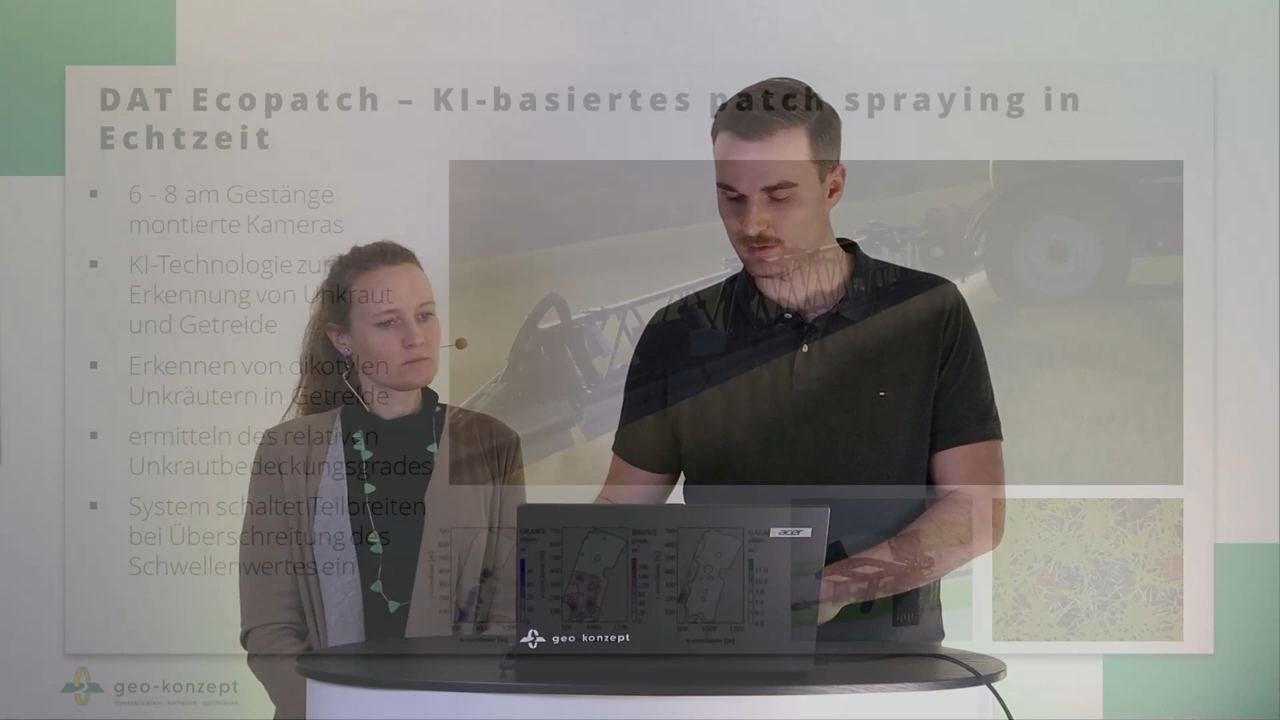 DAT Ecopatch – KI-basiertes patch spraying in
Echtzeit
▪ 6 - 8 am Gestänge
montierte Kameras
▪ KI-Technologie zur
Erkennung von Unkraut
und Getreide
▪ Erkennen von dikotylen
Unkräutern in Getreide
▪ ermitteln des relativen
Unkrautbedeckungsgrades
▪ System schaltet Teilbreiten
bei Überschreitung des
Schwellenwertes ein
acer
geo konzept
geo-konzept